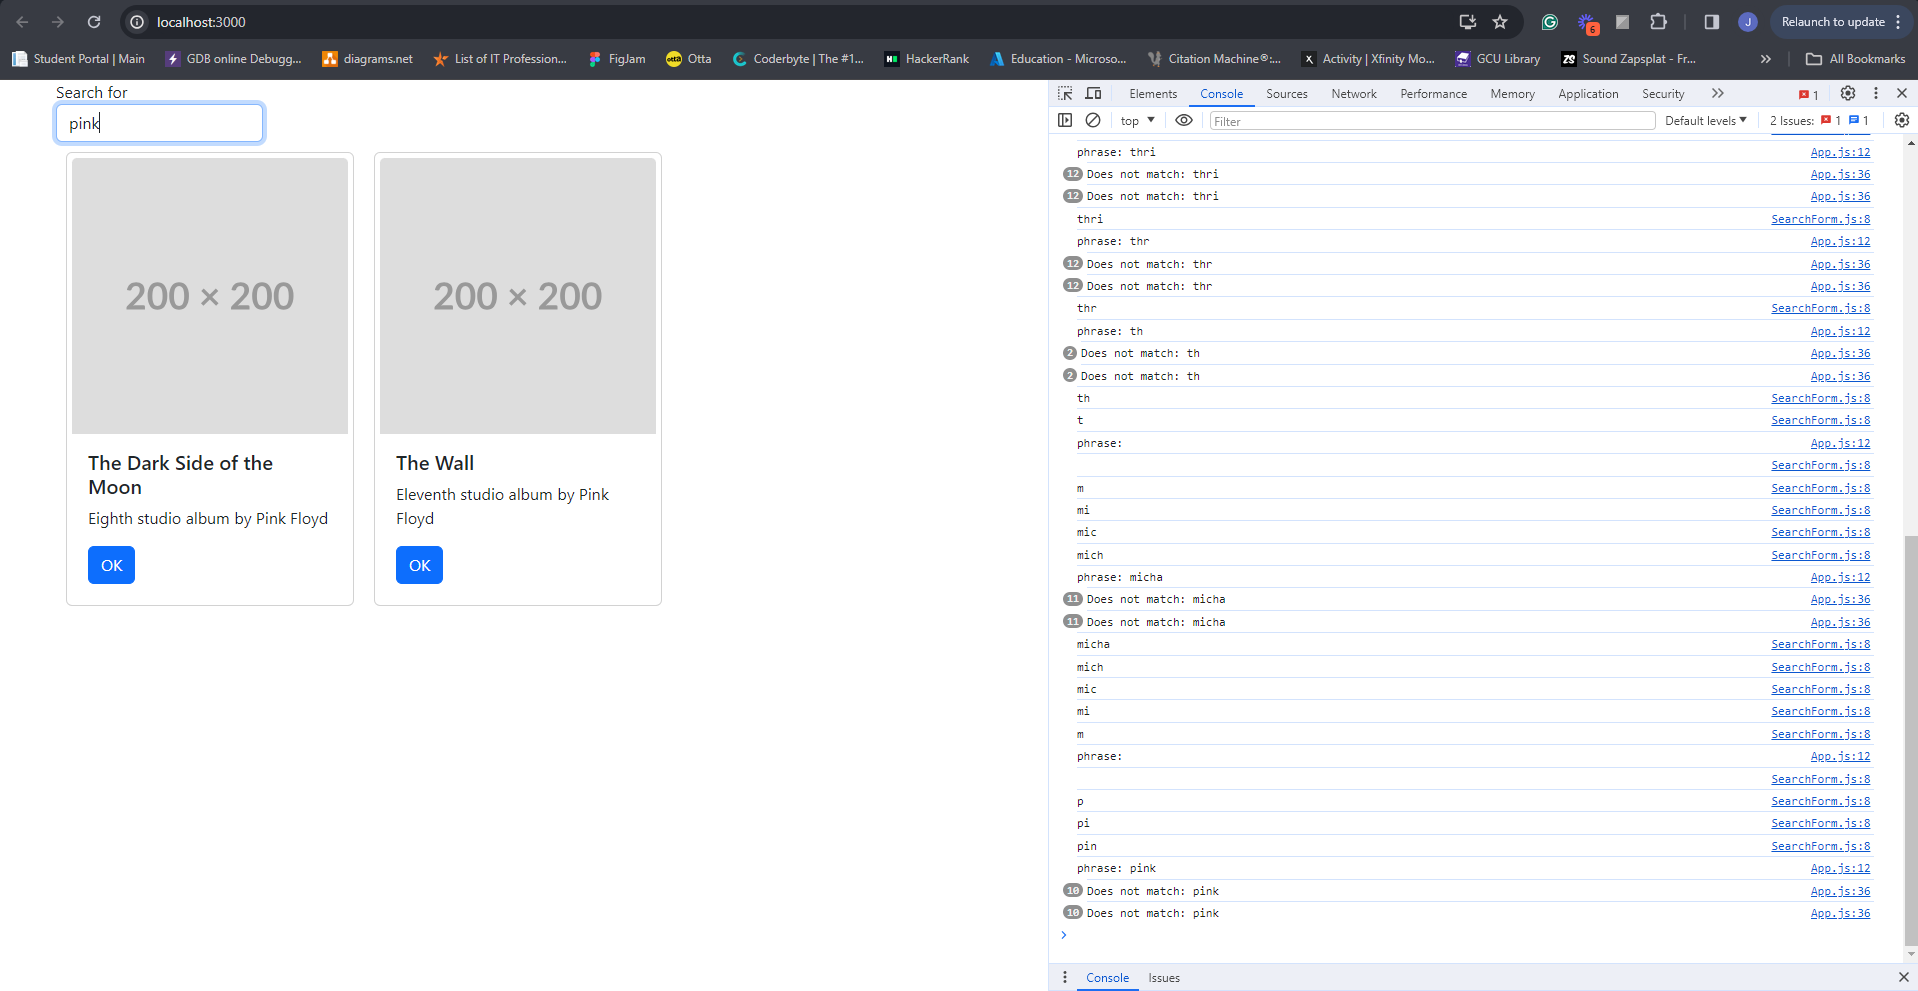 localhost:3000
6
J
Relaunch to update
Student Portal | Main
GDB online Debugg...
diagrams.net
List of IT Profession...
FigJam
Otta
Coderbyte | The #1...
HackerRank
Education - Microso...
Citation Machine®:...
Activity | Xfinity Mo...
GCU Library
Sound Zapsplat - Fr...
All Bookmarks
Search for
pink
200 × 200
The Dark Side of the
Moon
Eighth studio album by Pink Floyd
OK
200 × 200
The Wall
Eleventh studio album by Pink
Floyd
OK
Elements Console Sources Network Performance Memory Application Security
1
top
Filter
Default levels
2 Issues: 1 1
phrase: thri App.js:12
12 Does not match: thri App.js:36
12 Does not match: thri App.js:36
thri SearchForm.js:8
phrase: thr App.js:12
12 Does not match: thr App.js:36
12 Does not match: thr App.js:36
thr SearchForm.js:8
phrase: th App.js:12
2 Does not match: th App.js:36
2 Does not match: th App.js:36
th SearchForm.js:8
t SearchForm.js:8
phrase: App.js:12
SearchForm.js:8
m SearchForm.js:8
mi SearchForm.js:8
mic SearchForm.js:8
mich SearchForm.js:8
phrase: micha App.js:12
11 Does not match: micha App.js:36
11 Does not match: micha App.js:36
micha SearchForm.js:8
mich SearchForm.js:8
mic SearchForm.js:8
mi SearchForm.js:8
m SearchForm.js:8
phrase: App.js:12
SearchForm.js:8
p SearchForm.js:8
pi SearchForm.js:8
pin SearchForm.js:8
phrase: pink App.js:12
10 Does not match: pink App.js:36
10 Does not match: pink App.js:36
Console Issues